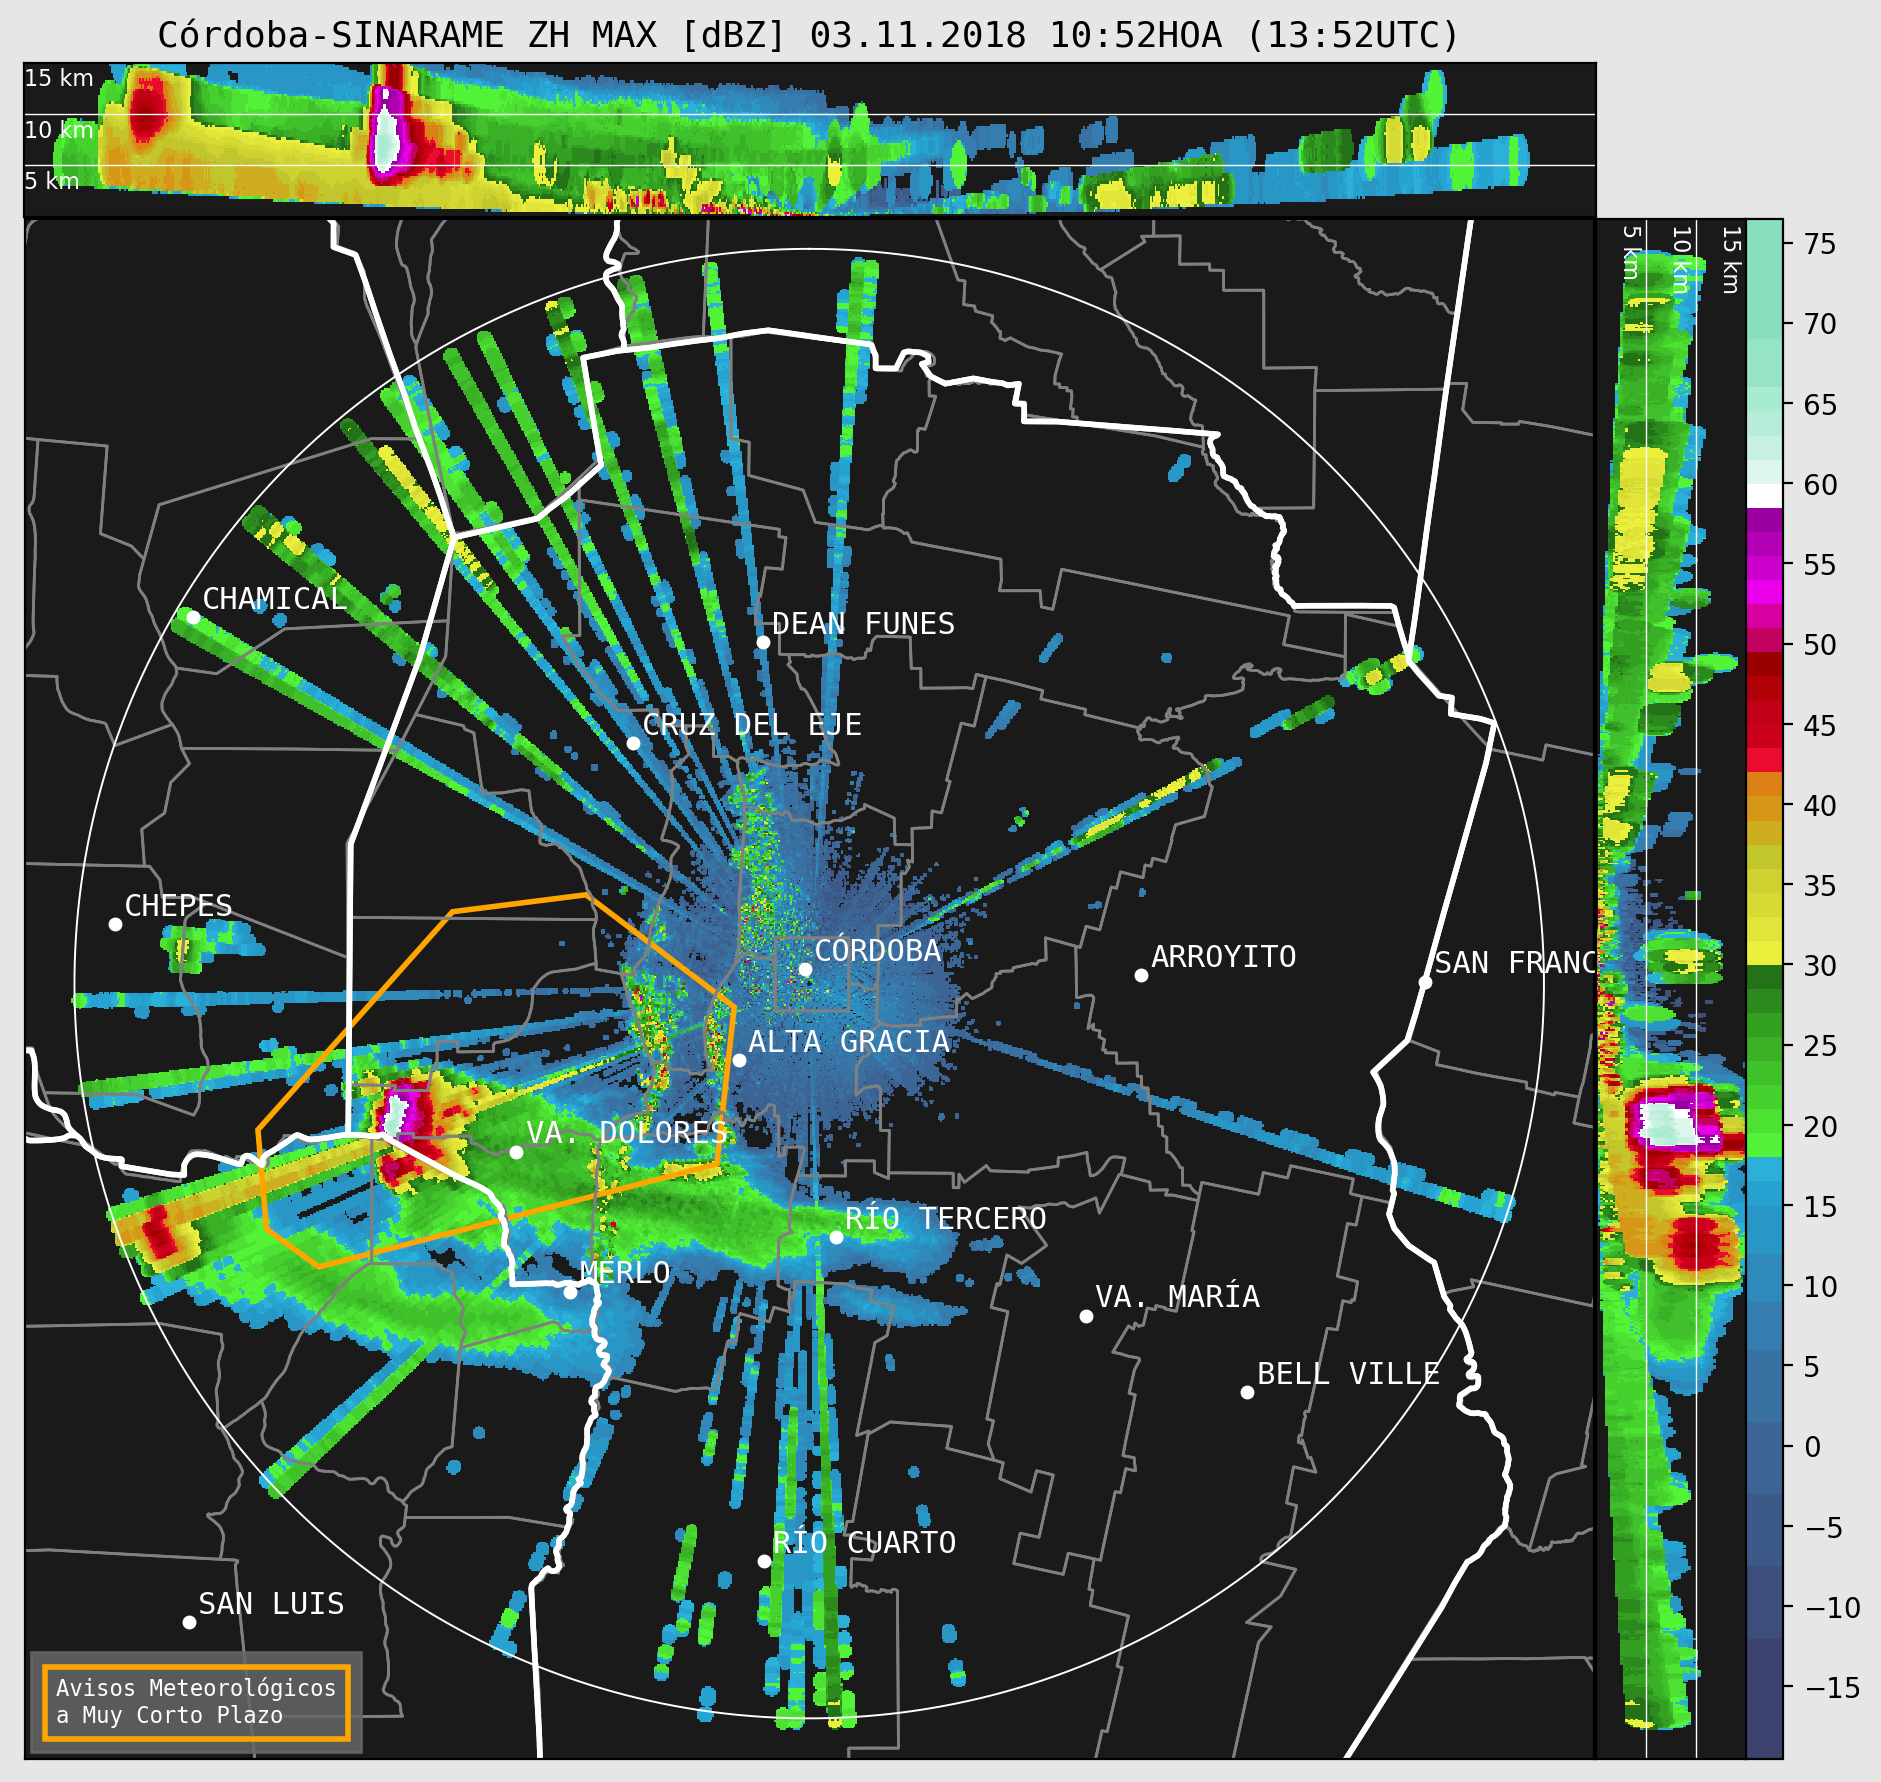 Córdoba-SINARAME ZH MAX [dBZ] 03.11.2018 10:52HOA (13:52UTC)
15 km
10 km
5 km
5 km
10 km
15 km
75
70
65
60
55
50
45
40
35
30
25
20
15
10
5
0
−5
−10
−15
CHAMICAL
DEAN FUNES
CRUZ DEL EJE
CHEPES
CÓRDOBA
ARROYITO
SAN FRANC
ALTA GRACIA
VA. DOLORES
RÍO TERCERO
MERLO
VA. MARÍA
BELL VILLE
RÍO CUARTO
SAN LUIS
Avisos Meteorológicos
a Muy Corto Plazo